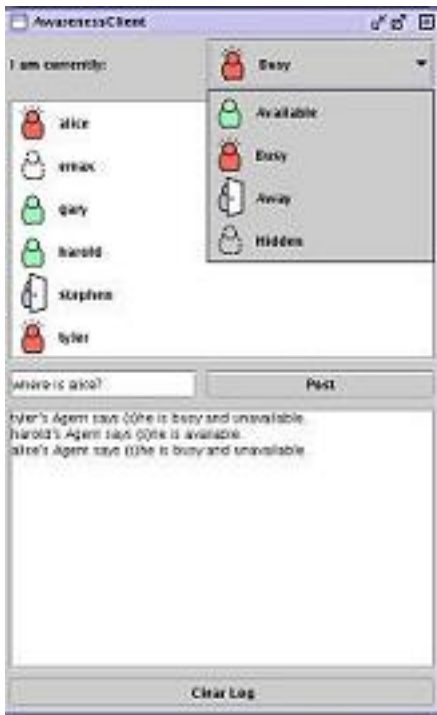 AwarenessClient
I am currently:
Busy
Available
Busy
Away
Hidden
alice
emax
gary
harold
stephen
tyler
where is alice?
Post
tyler's Agent says (s)he is busy and unavailable.
harold's Agent says (s)he is available.
alice's Agent says (s)he is busy and unavailable.
Clear Log